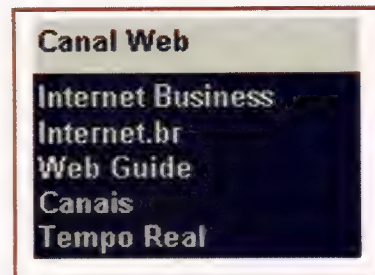 Canal Web
Internet Business
Internet.br
Web Guide
Canais
Tempo Real